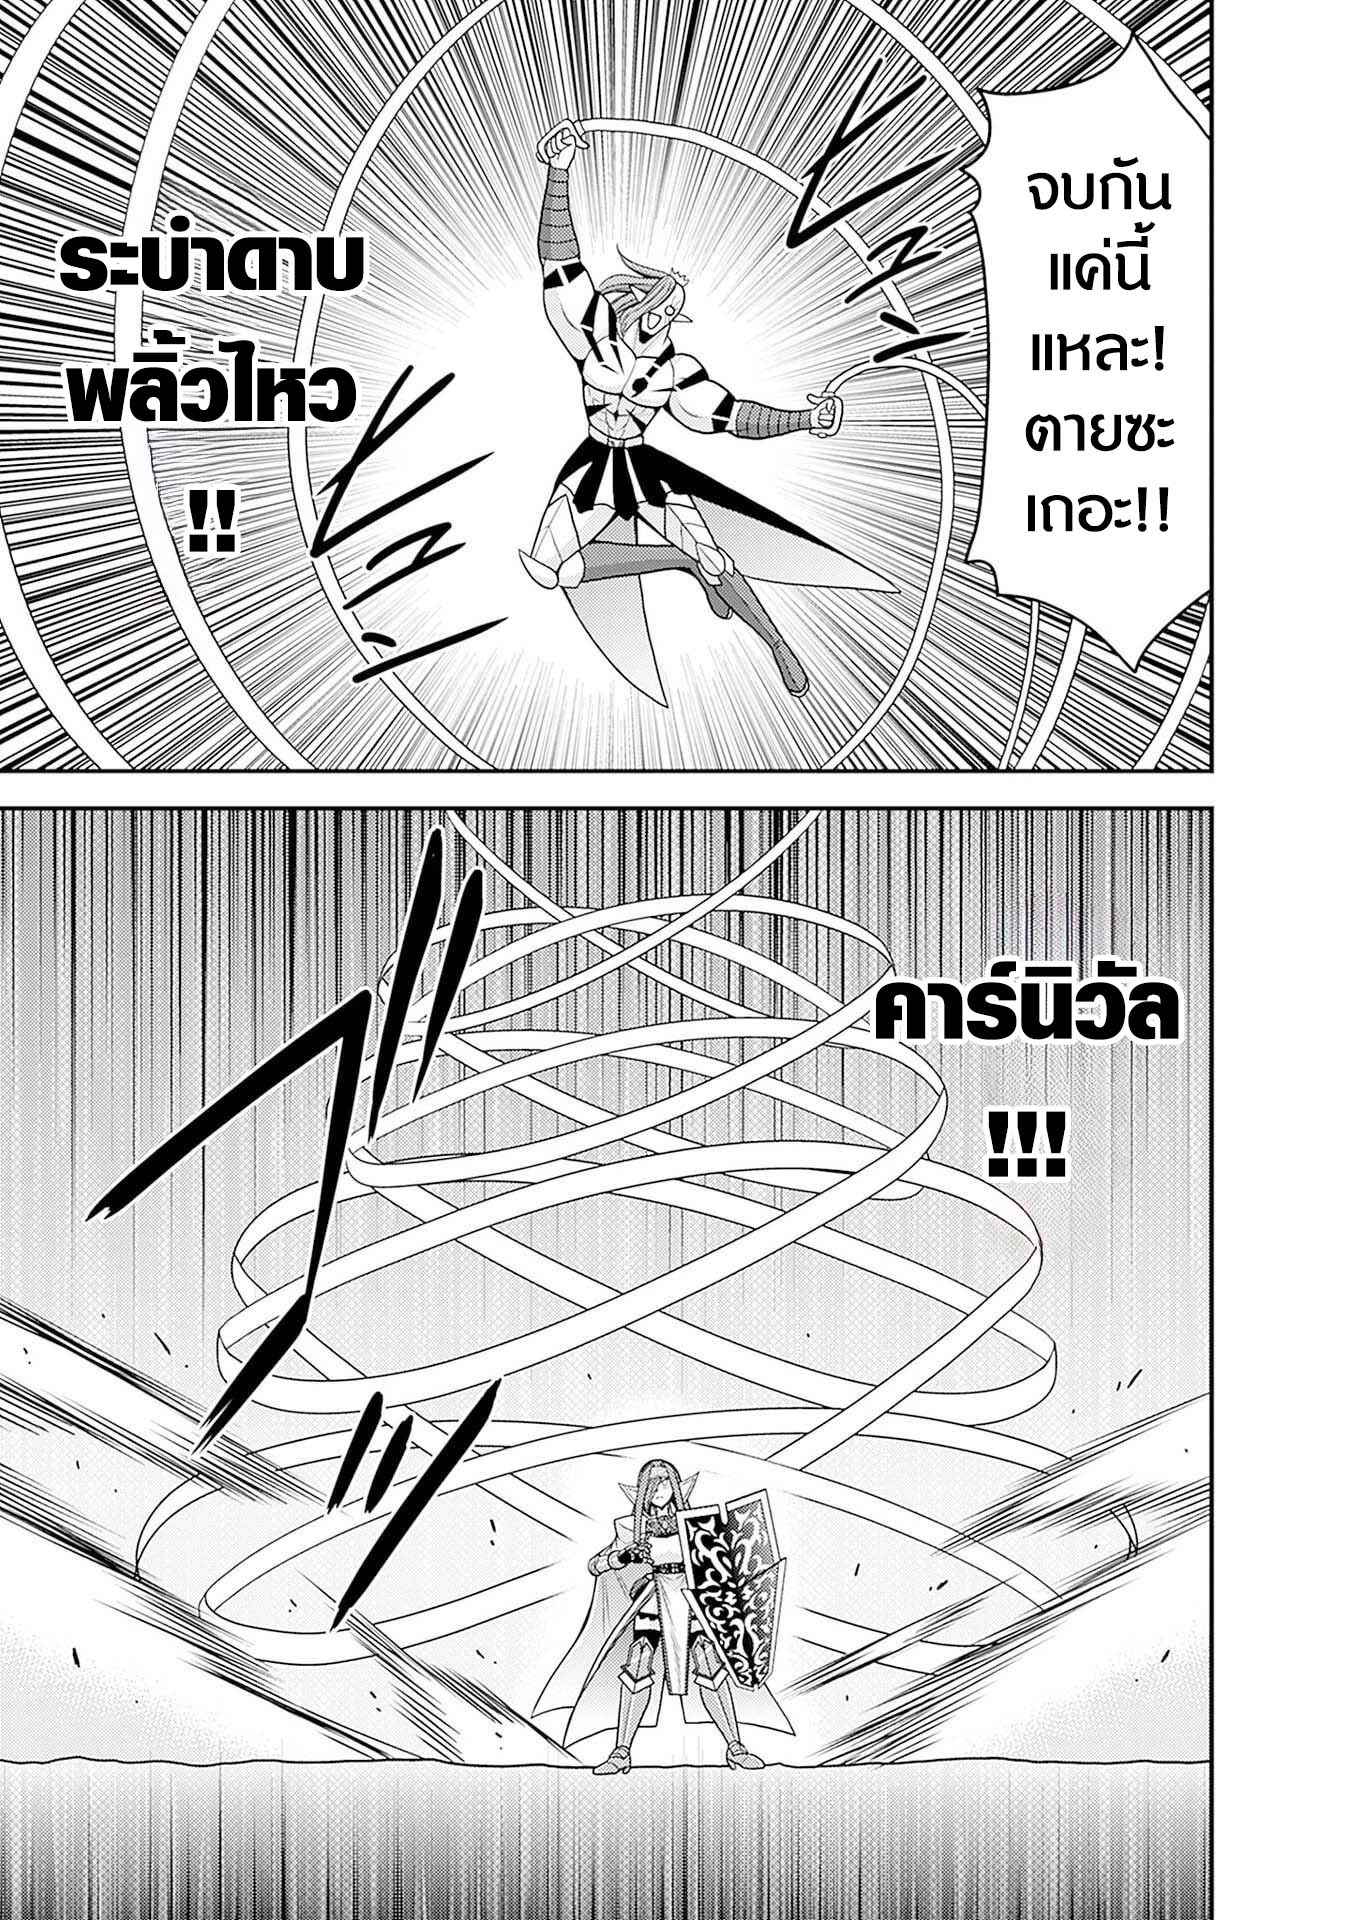 จบกัน
แค่นี้
แหละ!
ตายซะ
เถอะ!!
ระบำดาบ
พลิ้วไหว
!!
คาร์นิวัล
!!!